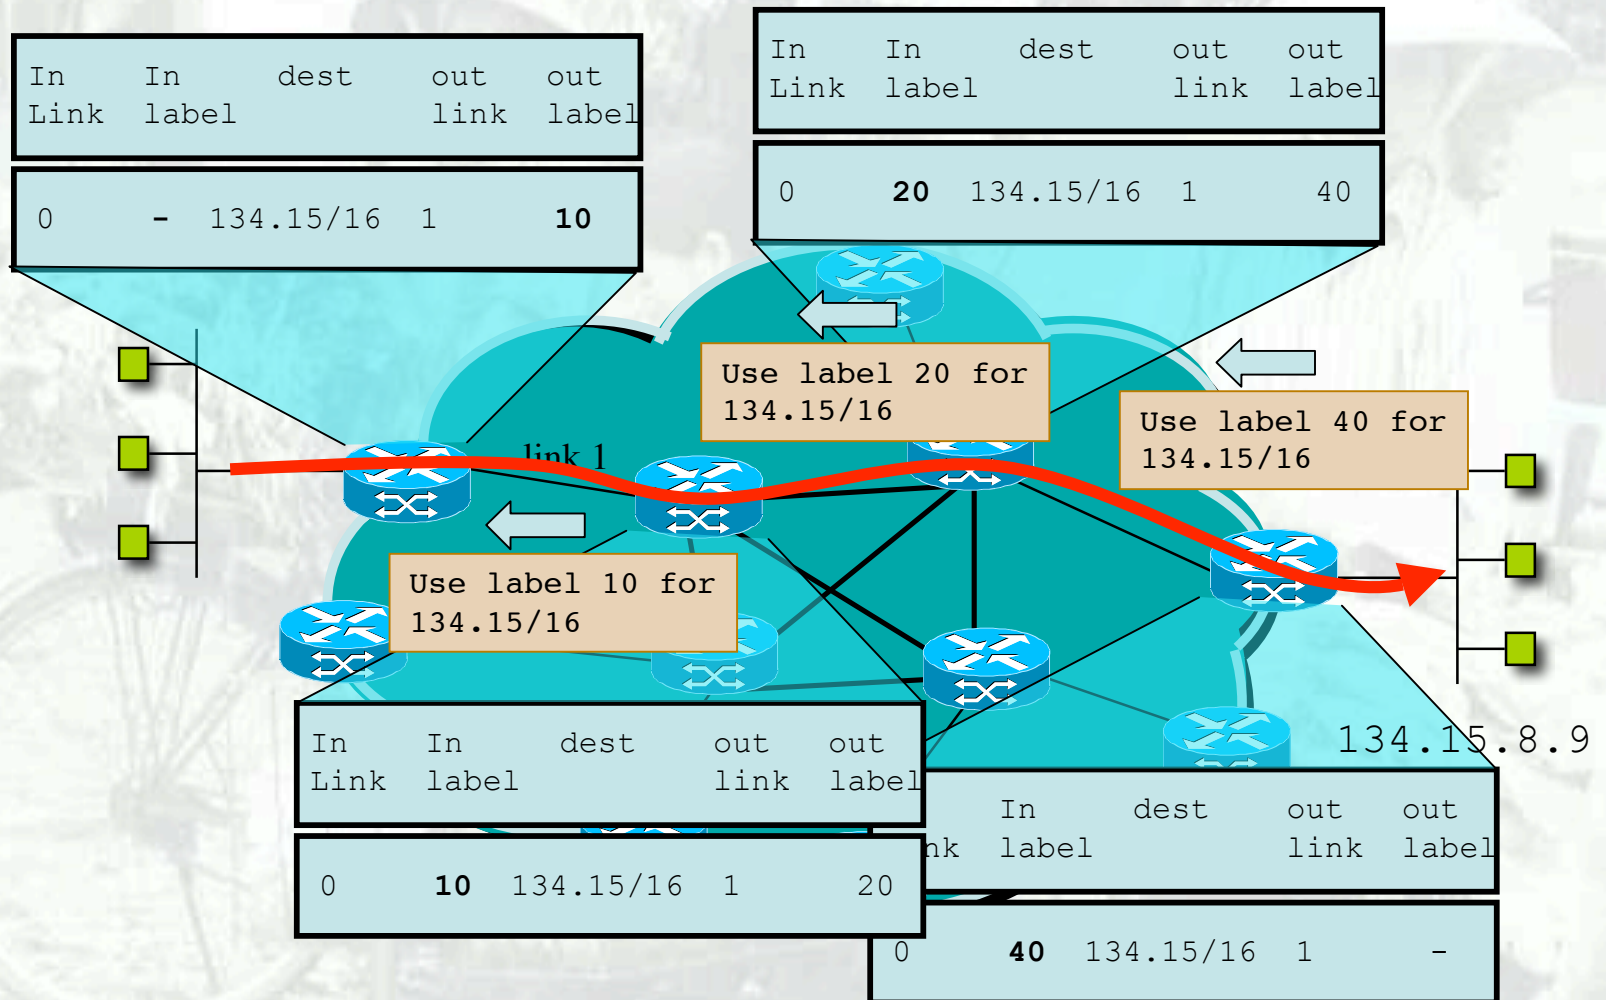 In In dest out out
Link label link label
0 - 134.15/16 1 10
In In dest out out
Link label link label
0 20 134.15/16 1 40
Use label 20 for
134.15/16
Use label 40 for
134.15/16
link 1
Use label 10 for
134.15/16
134.15.8.9
In In dest out out
Link label link label
0 10 134.15/16 1 20
In dest out out
nk label link label
0 40 134.15/16 1 -